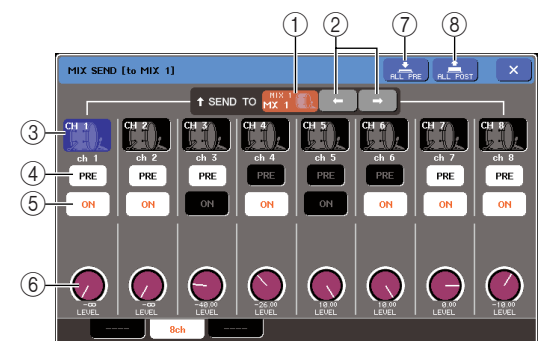 ① ② ⑦ ⑧
MIX SEND [to MIX 1] ALL PRE ALL POST ×
↑ SEND TO MIX 1 MX 1 ← →
③ CH 1 CH 2 CH 3 CH 4 CH 5 CH 6 CH 7 CH 8
ch 1 ch 2 ch 3 ch 4 ch 5 ch 6 ch 7 ch 8
④ PRE PRE PRE PRE PRE PRE PRE PRE
⑤ ON ON ON ON ON ON ON ON
⑥ -∞ -∞ -40.00 -26.00 10.00 10.00 0.00 -10.00
LEVEL LEVEL LEVEL LEVEL LEVEL LEVEL LEVEL LEVEL
---- 8ch ----